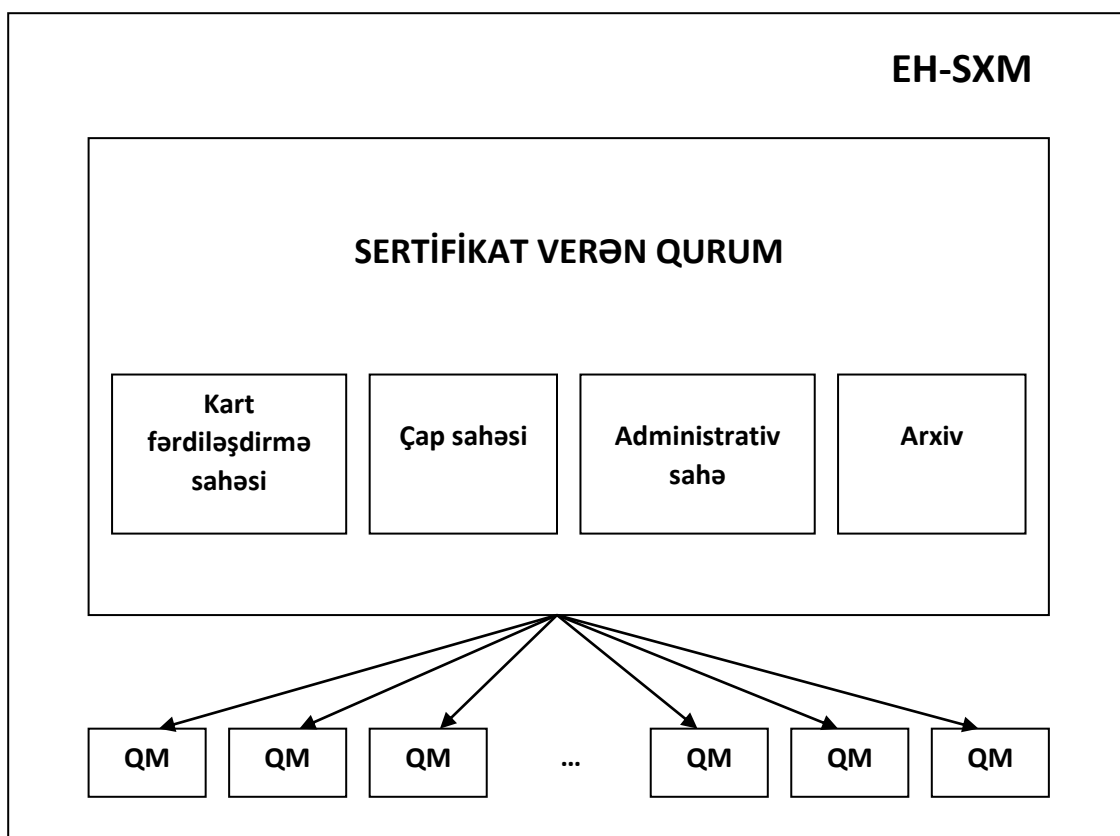 EH-SXM
SERTİFİKAT VERƏN QURUM
Kart
fərdiləşdirmə
sahəsi
Çap sahəsi
Administrativ
sahə
Arxiv
QM
QM
QM
...
QM
QM
QM